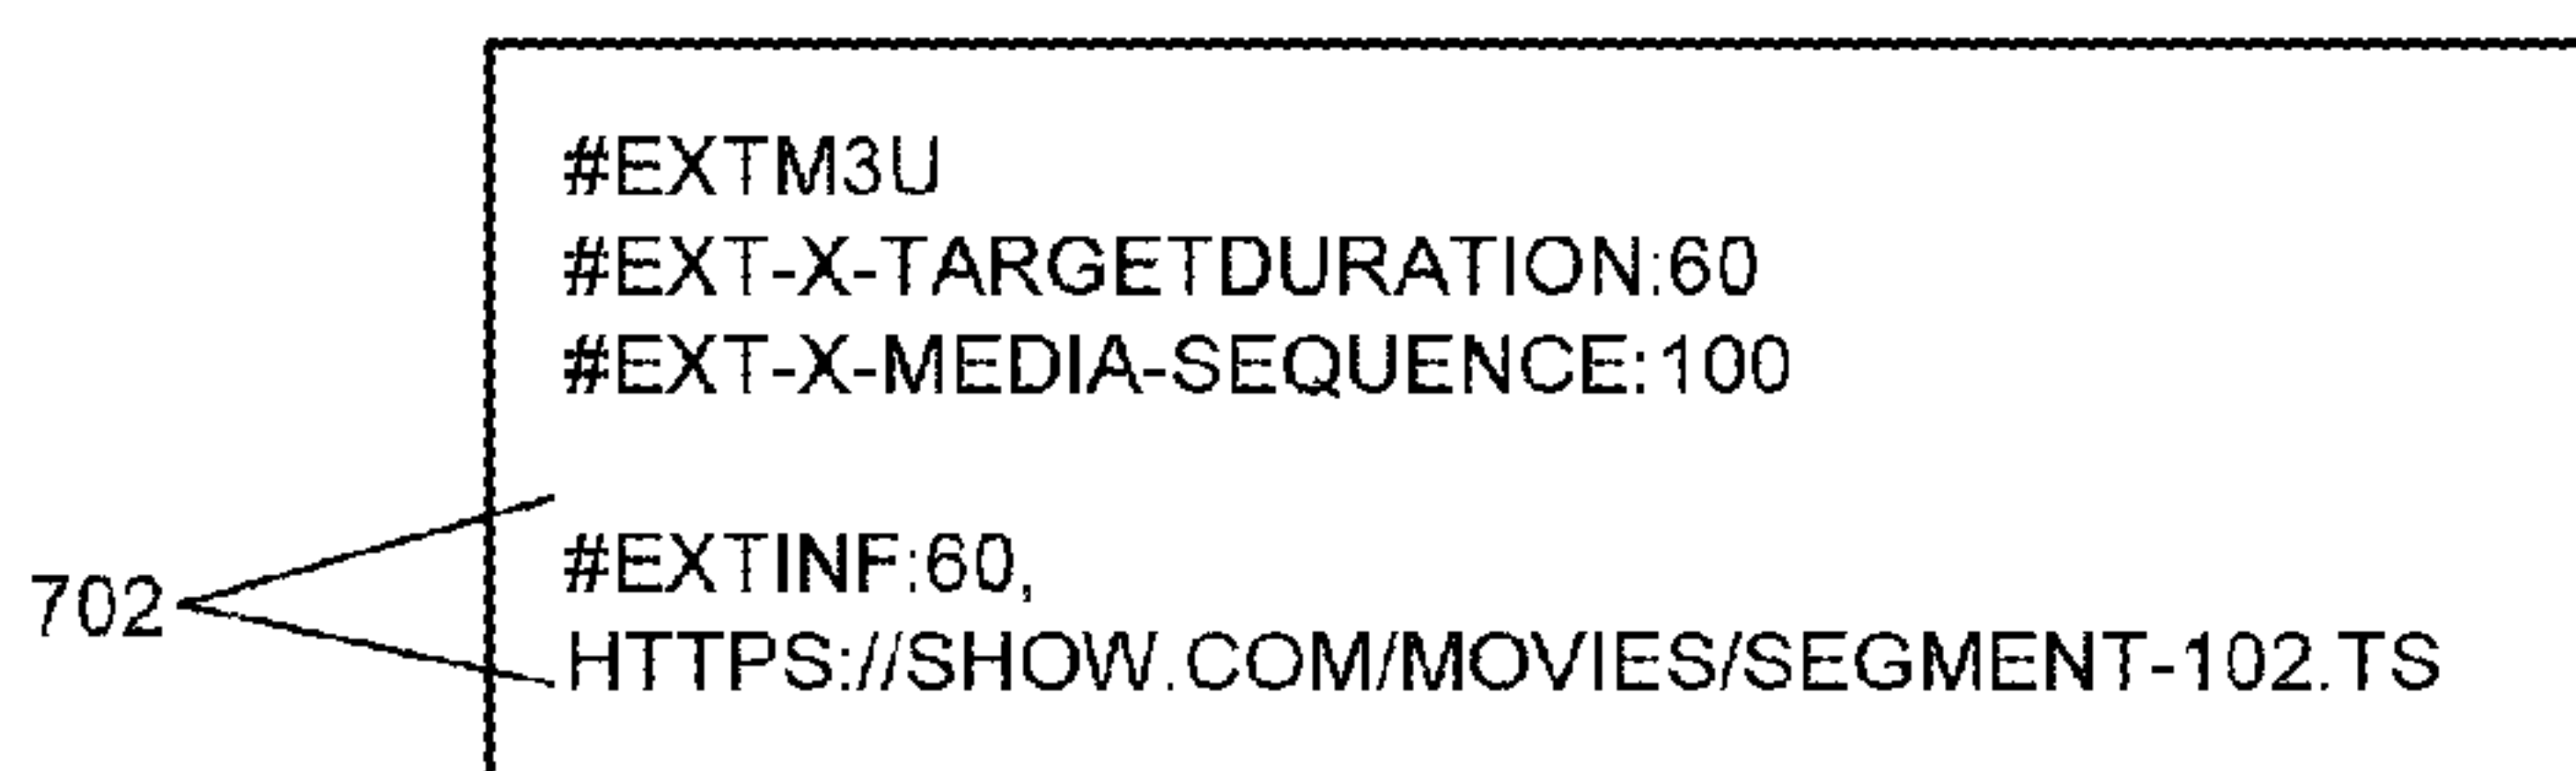 #EXTM3U
#EXT-X-TARGETDURATION:60
#EXT-X-MEDIA-SEQUENCE:100
#EXTINF:60,
702
HTTPS://SHOW.COM/MOVIES/SEGMENT-102.TS